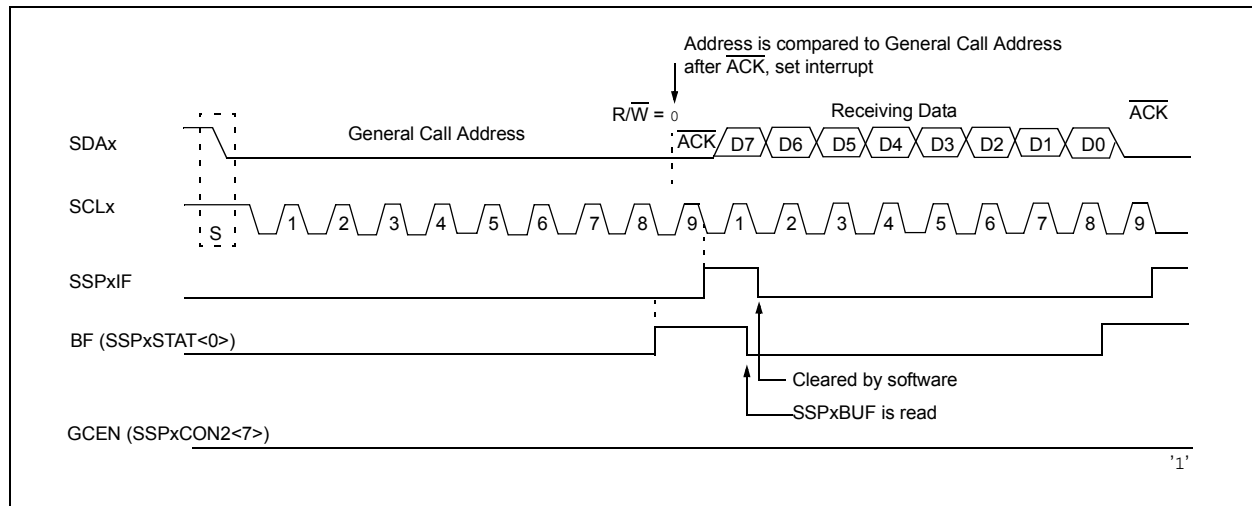 Address is compared to General Call Address
after ACK, set interrupt
R/W = 0
Receiving Data
ACK
SDAx
General Call Address
ACK
D7 D6 D5 D4 D3 D2 D1 D0
SCLx
S
1 2 3 4 5 6 7 8 9 1 2 3 4 5 6 7 8 9
SSPxIF
BF (SSPxSTAT<0>)
Cleared by software
SSPxBUF is read
GCEN (SSPxCON2<7>)
'1'